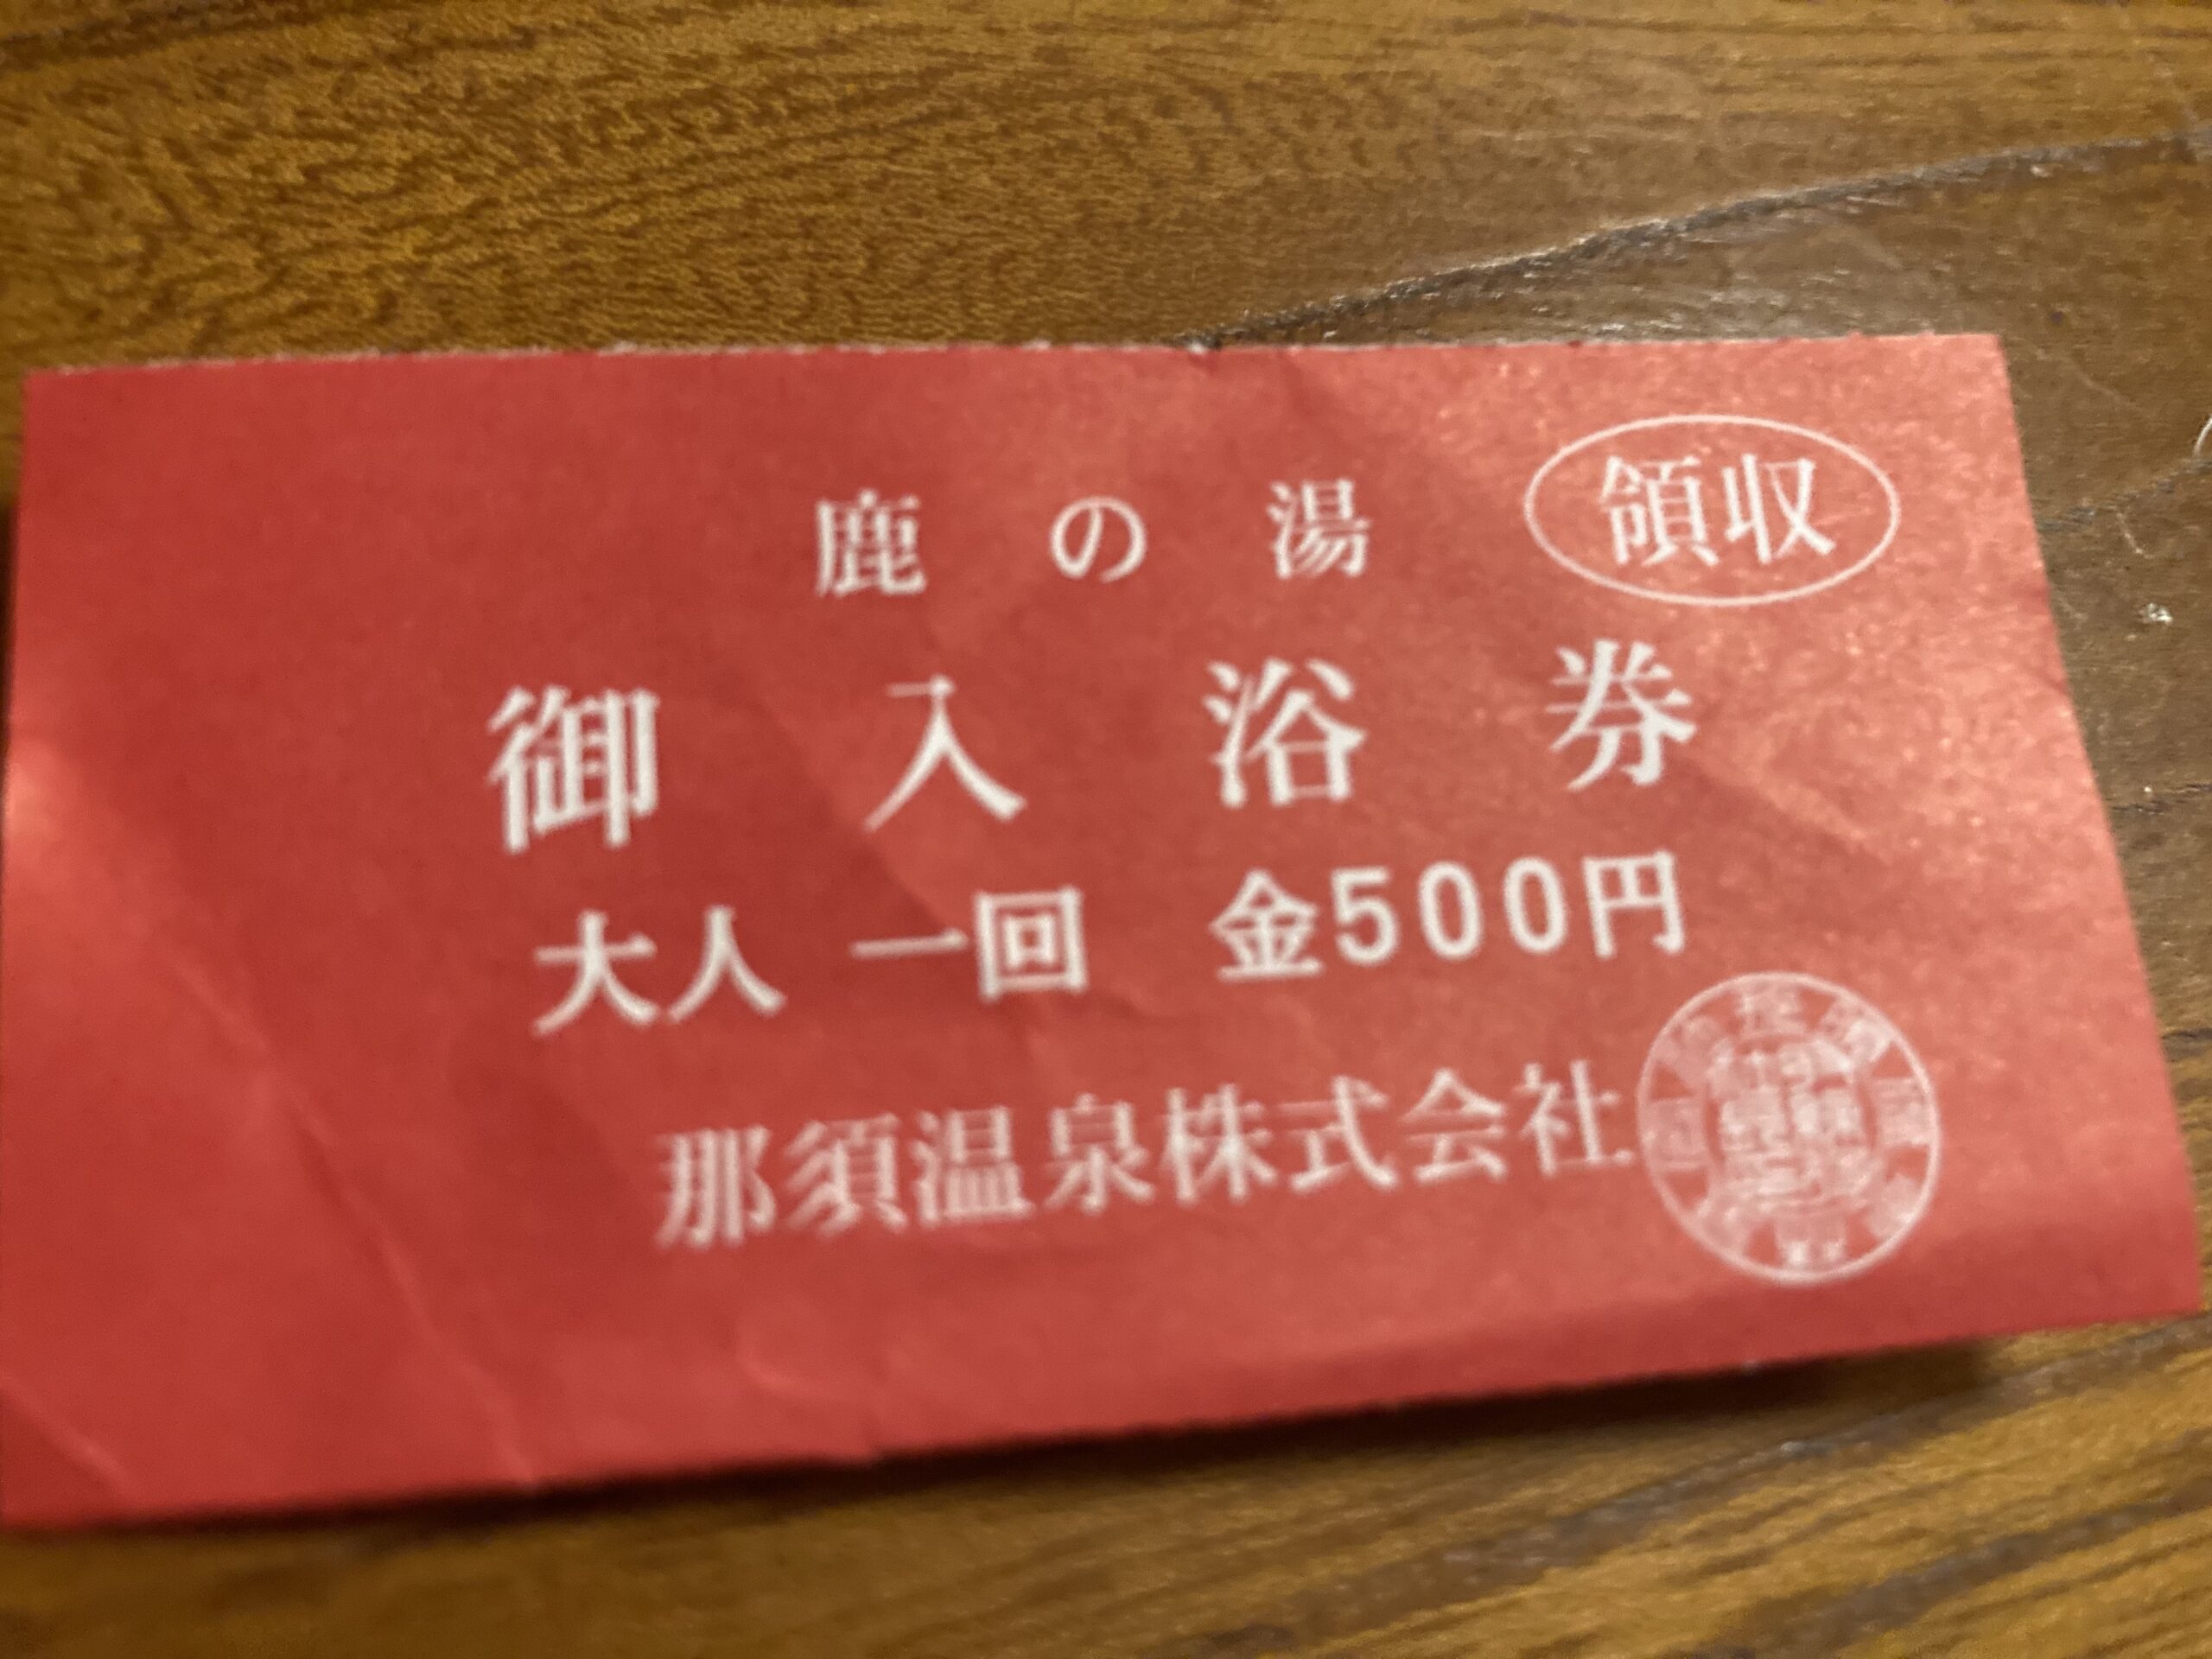 鹿の湯 領収
御入浴券
大人 一回 金500円
那須温泉株式会社